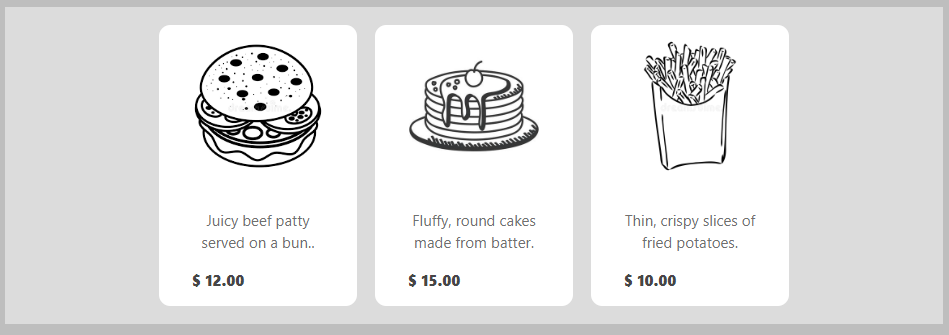 Juicy beef patty
served on a bun..
$ 12.00
Fluffy, round cakes
made from batter.
$ 15.00
Thin, crispy slices of
fried potatoes.
$ 10.00